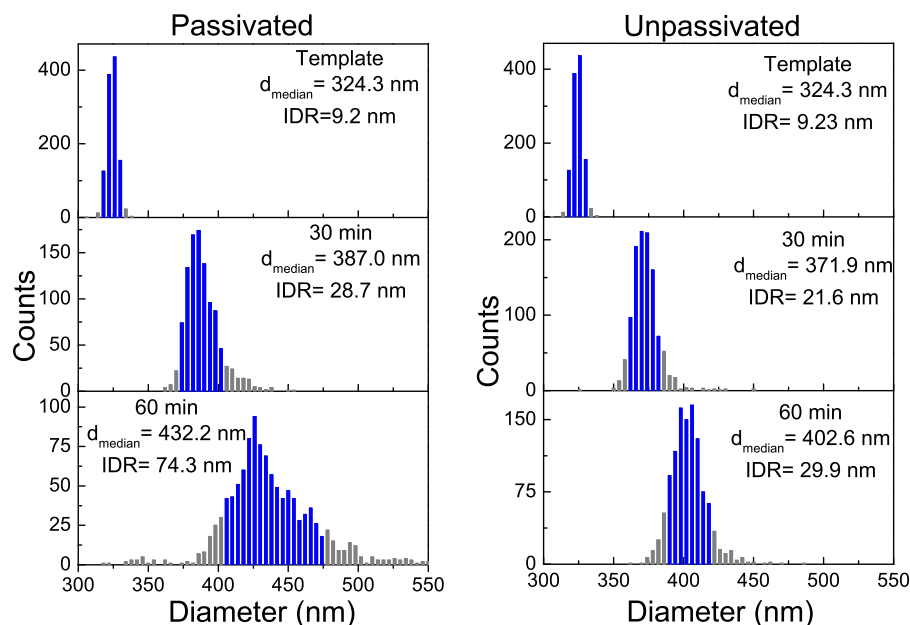 Passivated
Template
d_median = 324.3 nm
IDR=9.2 nm
400
200
0
30 min
d_median = 387.0 nm
IDR= 28.7 nm
150
100
50
0
Counts
60 min
d_median = 432.2 nm
IDR= 74.3 nm
100
75
50
25
0
300 350 400 450 500 550
Diameter (nm)
Unpassivated
Template
d_median = 324.3 nm
IDR= 9.23 nm
400
200
0
30 min
d_median = 371.9 nm
IDR= 21.6 nm
200
100
0
Counts
60 min
d_median = 402.6 nm
IDR= 29.9 nm
150
75
0
300 350 400 450 500 550
Diameter (nm)